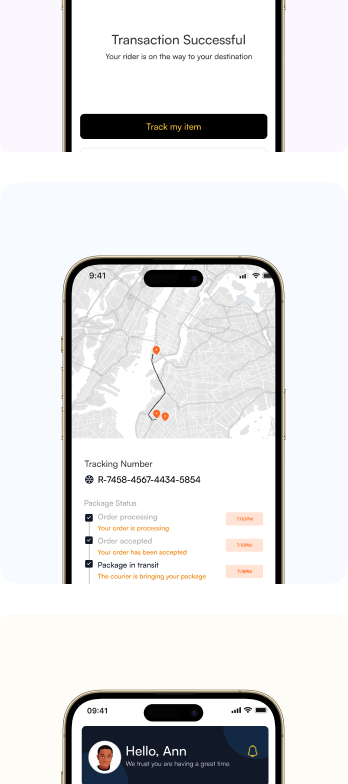 Transaction Successful
Your rider is on the way to your destination
Track my item
9:41
Tracking Number
R-7458-4567-4434-5854
Package Status
Order processing
Your order is processing
7:00PM
Order accepted
Your order has been accepted
7:10PM
Package in transit
The courier is bringing your package
7:15PM
09:41
Hello, Ann
We trust you are having a great time